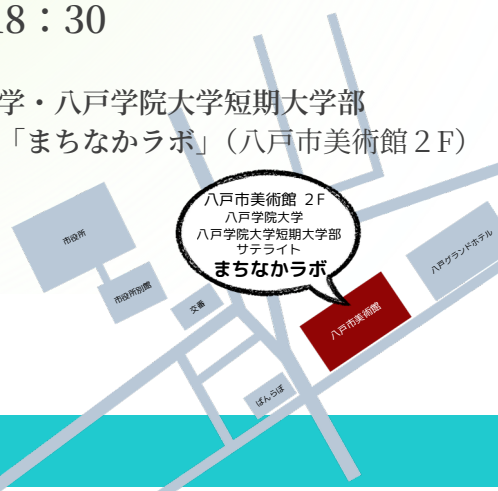 18：30
学・八戸学院大学短期大学部
「まちなかラボ」（八戸市美術館２F）
八戸市美術館 ２F
八戸学院大学
八戸学院大学短期大学部
サテライト
まちなかラボ
市役所
市役所別館
交番
八戸グランドホテル
八戸市美術館
ばんらぼ